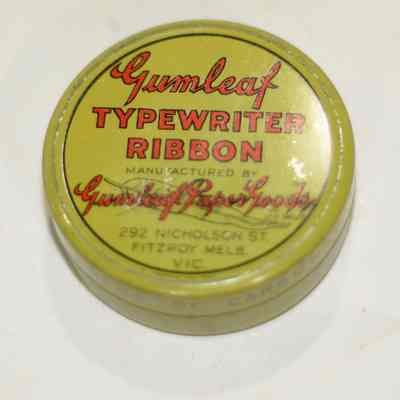 Gumleaf
TYPEWRITER
RIBBON
MANUFACTURED BY
Gumleaf Paper Goods
292 NICHOLSON ST.
FITZROY MELB.
VIC.